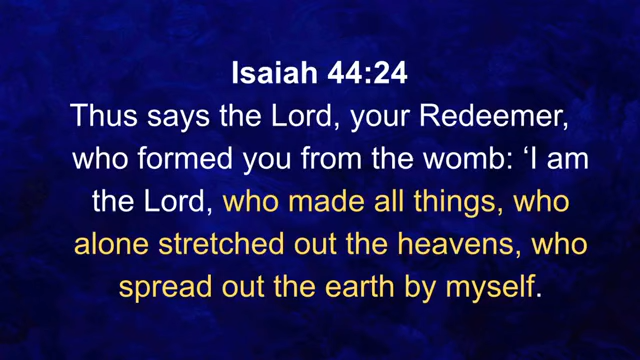 Isaiah 44:24
Thus says the Lord, your Redeemer,
who formed you from the womb: ‘I am
the Lord, who made all things, who
alone stretched out the heavens, who
spread out the earth by myself.